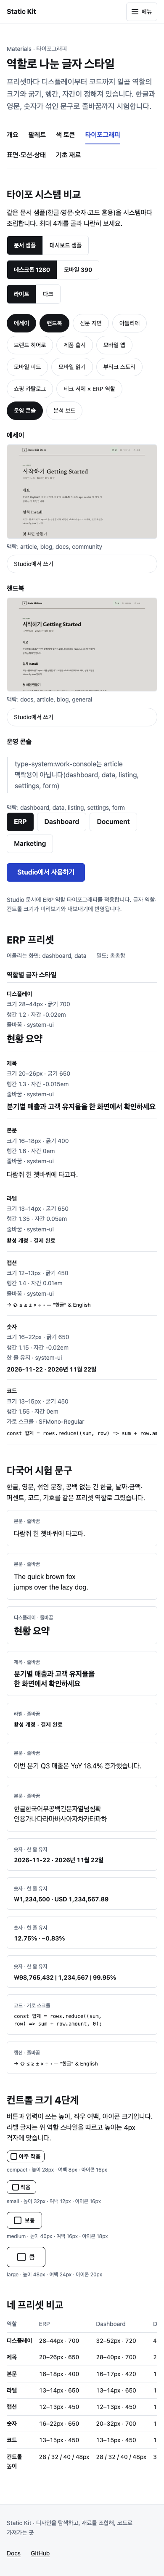 Static Kit
메뉴
Materials · 타이포그래피
역할로 나눈 글자 스타일
프리셋마다 디스플레이부터 코드까지 일곱 역할의
크기, 굵기, 행간, 자간이 정해져 있습니다. 한글과
영문, 숫자가 섞인 문구로 줄바꿈까지 시험합니다.
개요 팔레트 색 토큰 타이포그래피
표면·모션·상태 기초 재료
타이포 시스템 비교
같은 문서 샘플(한글·영문·숫자·코드 혼용)을 시스템마다
조립합니다. 최대 4개를 골라 나란히 보세요.
문서 샘플 대시보드 샘플
데스크톱 1280 모바일 390
라이트 다크
에세이 핸드북 신문 지면 아틀리에
브랜드 히어로 제품 출시 모바일 앱
모바일 피드 모바일 읽기 부티크 스토리
쇼핑 카탈로그 테크 서체 × ERP 역할
운영 콘솔 분석 보드
에세이
시작하기 Getting Started
개요
설치 Install
맥락: article, blog, docs, community
Studio에서 쓰기
핸드북
시작하기 Getting Started
개요
설치 Install
맥락: docs, article, blog, general
Studio에서 쓰기
운영 콘솔
type-system:work-console는 article
맥락용이 아닙니다(dashboard, data, listing,
settings, form)
맥락: dashboard, data, listing, settings, form
ERP Dashboard Document
Marketing
Studio에서 사용하기
Studio 문서에 ERP 역할 타이포그래피를 적용합니다. 글자 역할·
컨트롤 크기가 미리보기와 내보내기에 반영됩니다.
ERP 프리셋
어울리는 화면: dashboard, data 밀도: 촘촘함
역할별 글자 스타일
디스플레이
크기 28–44px · 굵기 700
행간 1.2 · 자간 -0.02em
줄바꿈 · system-ui
현황 요약
제목
크기 20–26px · 굵기 650
행간 1.3 · 자간 -0.015em
줄바꿈 · system-ui
분기별 매출과 고객 유지율을 한 화면에서 확인하세요
본문
크기 16–18px · 굵기 400
행간 1.6 · 자간 0em
줄바꿈 · system-ui
다람쥐 헌 쳇바퀴에 타고파.
라벨
크기 13–14px · 굵기 650
행간 1.35 · 자간 0.05em
줄바꿈 · system-ui
활성 계정 · 결제 완료
캡션
크기 12–13px · 굵기 450
행간 1.4 · 자간 0.01em
줄바꿈 · system-ui
숫자
크기 16–22px · 굵기 650
행간 1.15 · 자간 -0.02em
한 줄 유지 · system-ui
2026-11-22 · 2026년 11월 22일
코드
크기 13–15px · 굵기 450
행간 1.55 · 자간 0em
가로 스크롤 · SFMono-Regular
const 합계 = rows.reduce((sum, row) => sum + row.am
다국어 시험 문구
한글, 영문, 섞인 문장, 공백 없는 긴 한글, 날짜·금액·
퍼센트, 코드, 기호를 같은 프리셋 역할로 그렸습니다.
본문 · 줄바꿈
다람쥐 헌 쳇바퀴에 타고파.
본문 · 줄바꿈
The quick brown fox
jumps over the lazy dog.
디스플레이 · 줄바꿈
현황 요약
제목 · 줄바꿈
분기별 매출과 고객 유지율을
한 화면에서 확인하세요
라벨 · 줄바꿈
활성 계정 · 결제 완료
본문 · 줄바꿈
이번 분기 Q3 매출은 YoY 18.4% 증가했습니다.
본문 · 줄바꿈
한글한국어무공백긴문자열넘침확
인용가나다라마바사아자차카타파하
숫자 · 한 줄 유지
2026-11-22 · 2026년 11월 22일
숫자 · 한 줄 유지
₩1,234,500 · USD 1,234,567.89
숫자 · 한 줄 유지
12.75% · −0.83%
숫자 · 한 줄 유지
₩98,765,432 | 1,234,567 | 99.95%
코드 · 가로 스크롤
const 합계 = rows.reduce((sum,
row) => sum + row.amount, 0);
캡션 · 줄바꿈
컨트롤 크기 4단계
버튼과 입력이 쓰는 높이, 좌우 여백, 아이콘 크기입니다.
라벨 글자는 위 역할 스타일을 따르고 높이는 4px
격자에 맞습니다.
작음
compact · 높이 28px · 여백 8px · 아이콘 16px
작음
small · 높이 32px · 여백 12px · 아이콘 16px
보통
medium · 높이 40px · 여백 16px · 아이콘 18px
큼
large · 높이 48px · 여백 24px · 아이콘 20px
네 프리셋 비교
역할 ERP Dashboard D
디스플레이 28–44px · 700 32–52px · 720
제목 20–26px · 650 28–40px · 700
본문 16–18px · 400 16–17px · 420
라벨 13–14px · 650 13–14px · 650
캡션 12–13px · 450 12–13px · 450
숫자 16–22px · 650 20–32px · 700
코드 13–15px · 450 13–15px · 450
컨트롤 28 / 32 / 40 / 48px 28 / 32 / 40 / 48px
높이
Static Kit · 디자인을 탐색하고, 재료를 조합해, 코드로
가져가는 곳
Docs GitHub